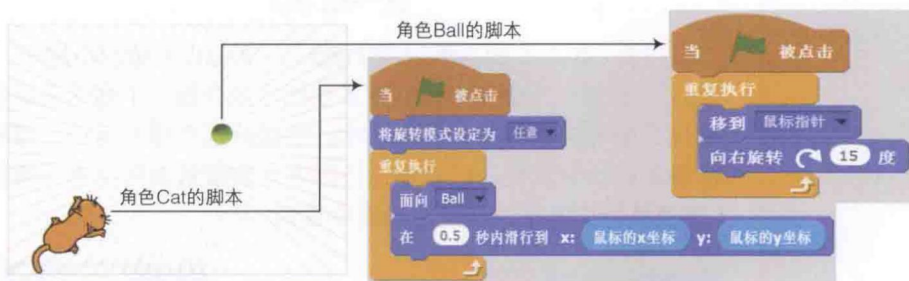 角色Ball的脚本
角色Cat的脚本
当 被点击
将旋转模式设定为 任意
重复执行
面向 Ball
在 0.5 秒内滑行到 x: 鼠标的x坐标 y: 鼠标的y坐标
当 被点击
重复执行
移到 鼠标指针
向右旋转 15 度